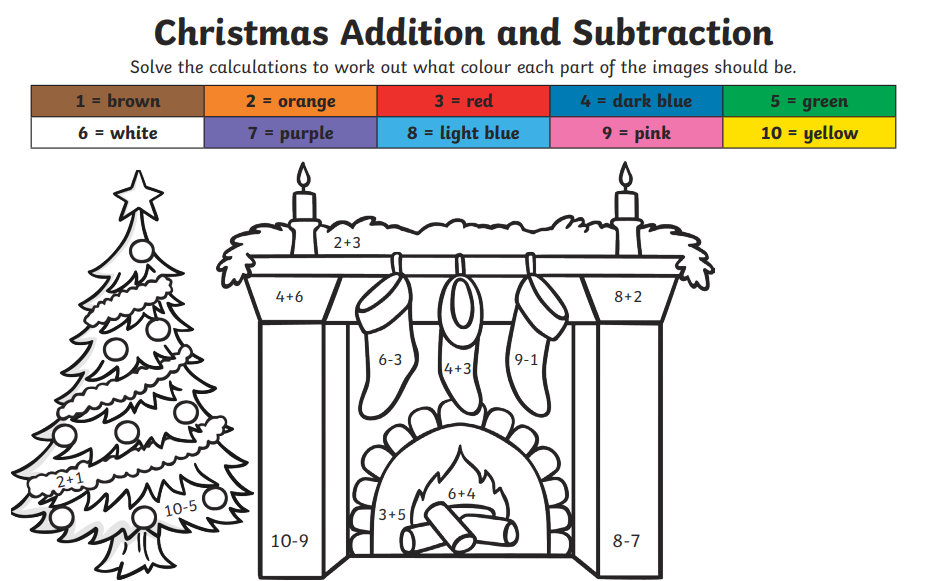 Christmas Addition and Subtraction
Solve the calculations to work out what colour each part of the images should be.
1 = brown 2 = orange 3 = red 4 = dark blue 5 = green
6 = white 7 = purple 8 = light blue 9 = pink 10 = yellow
2+3
4+6 8+2
6-3 4+3 9-1
2+1
10-5
6+4
3+5
10-9 8-7